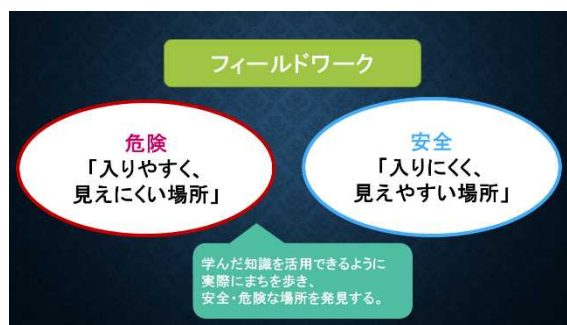 フィールドワーク
危険
「入りやすく、
見えにくい場所」
安全
「入りにくく、
見えやすい場所」
学んだ知識を活用できるように
実際にまちを歩き、
安全・危険な場所を発見する。